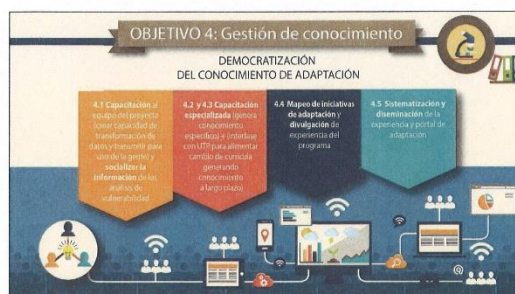 OBJETIVO 4: Gestión de conocimiento
DEMOCRATIZACIÓN
DEL CONOCIMIENTO DE ADAPTACIÓN
4.1 Capacitación al
equipo del proyecto
(crear capacidad de
transformación de
datos y transmitir para
uso de la gente) y
socializar la
información de los
análisis de
vulnerabilidad
4.2 y 4.3 Capacitación
especializada (genera
conocimiento
específicos + interfase
con UTP para alimentar
cambio de curricula
generando
conocimiento
a largo plazo)
4.4 Mapeo de iniciativas
de adaptación y
divulgación de
experiencia del
programa
4.5 Sistematización y
diseminación de la
experiencia y portal de
adaptación